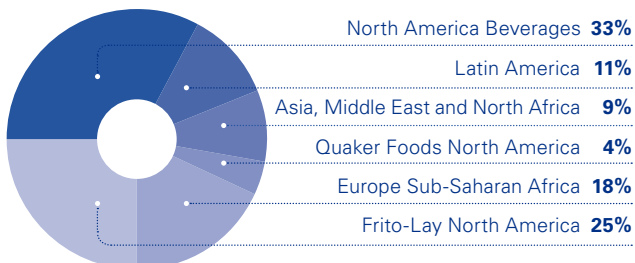 North America Beverages 33%
Latin America 11%
Asia, Middle East and North Africa 9%
Quaker Foods North America 4%
Europe Sub-Saharan Africa 18%
Frito-Lay North America 25%